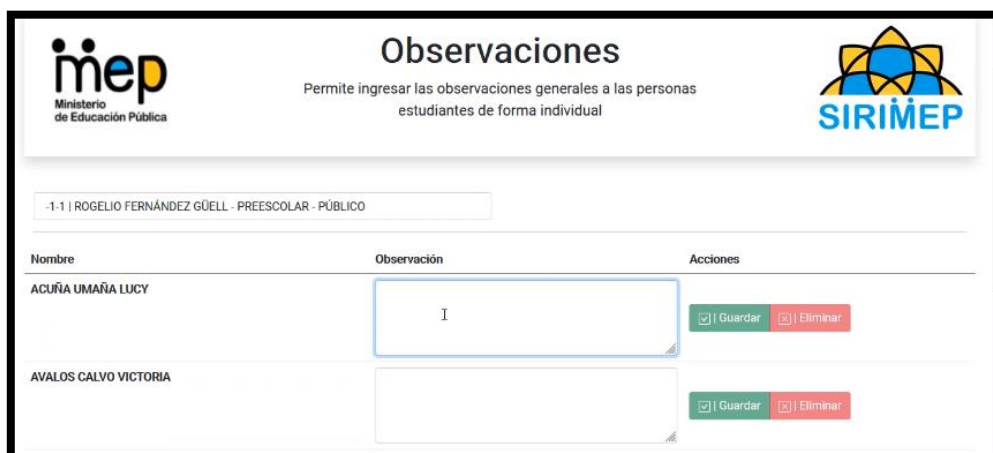 mep
Ministerio
de Educación Pública
Observaciones
Permite ingresar las observaciones generales a las personas
estudiantes de forma individual
SIRIMEP
-1-1 | ROGELIO FERNÁNDEZ GÜELL - PREESCOLAR - PÚBLICO
Nombre Observación Acciones
ACUÑA UMAÑA LUCY
| Guardar | Eliminar
AVALOS CALVO VICTORIA
| Guardar | Eliminar